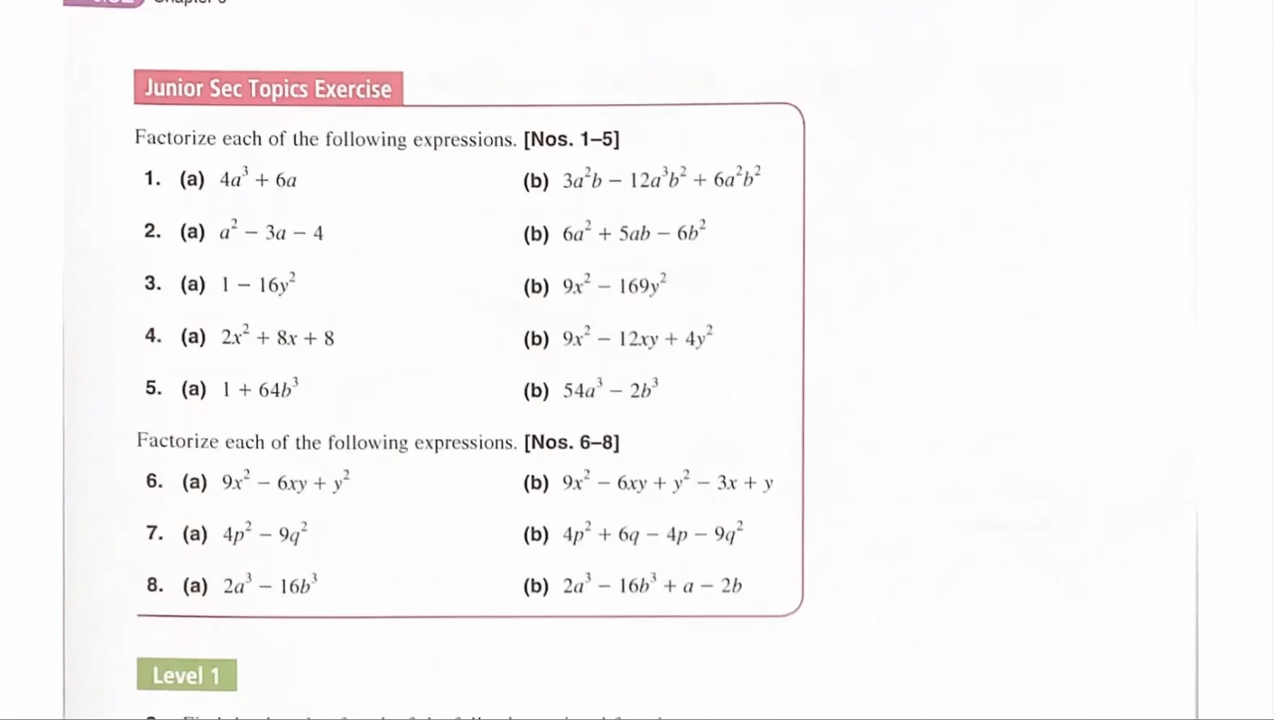 Junior Sec Topics Exercise
Factorize each of the following expressions. [Nos. 1–5]
1. (a) 4a³ + 6a (b) 3a²b − 12a³b² + 6a²b²
2. (a) a² − 3a − 4 (b) 6a² + 5ab − 6b²
3. (a) 1 − 16y² (b) 9x² − 169y²
4. (a) 2x² + 8x + 8 (b) 9x² − 12xy + 4y²
5. (a) 1 + 64b³ (b) 54a³ − 2b³
Factorize each of the following expressions. [Nos. 6–8]
6. (a) 9x² − 6xy + y² (b) 9x² − 6xy + y² − 3x + y
7. (a) 4p² − 9q² (b) 4p² + 6q − 4p − 9q²
8. (a) 2a³ − 16b³ (b) 2a³ − 16b³ + a − 2b
Level 1